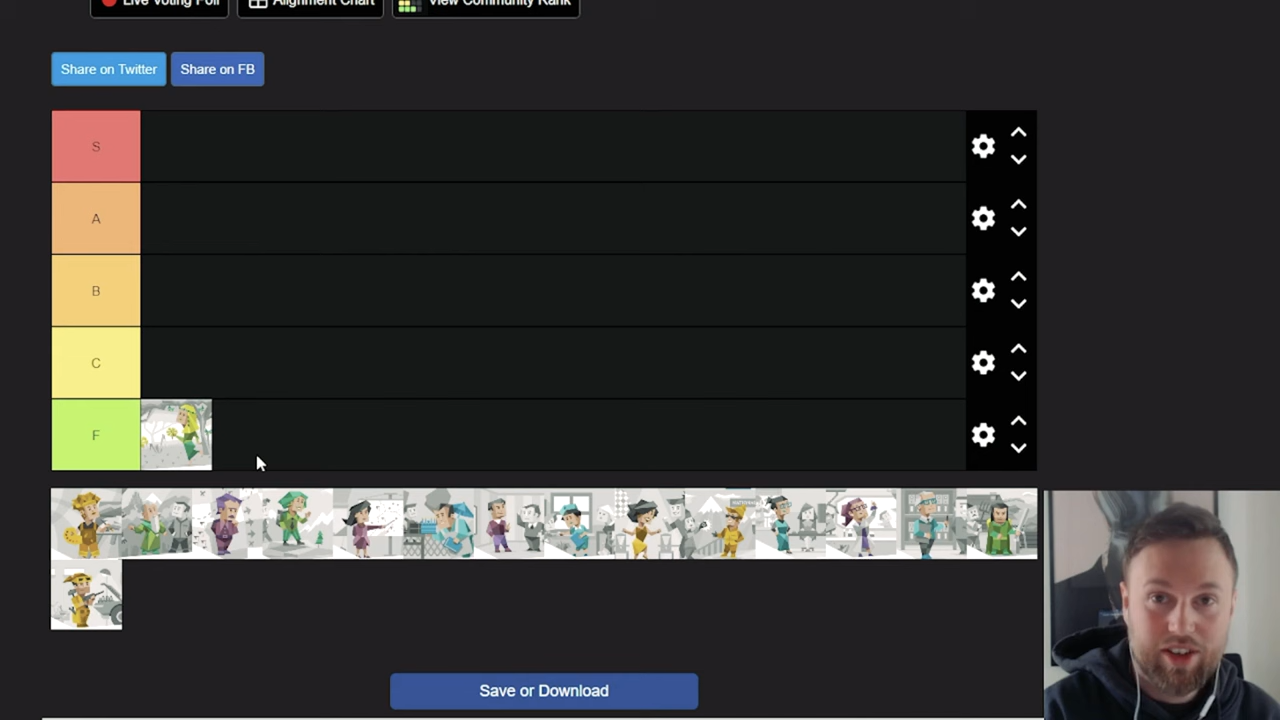 Live Voting Poll
Alignment Chart
View Community Rank
Share on Twitter
Share on FB
S
A
B
C
F
Save or Download